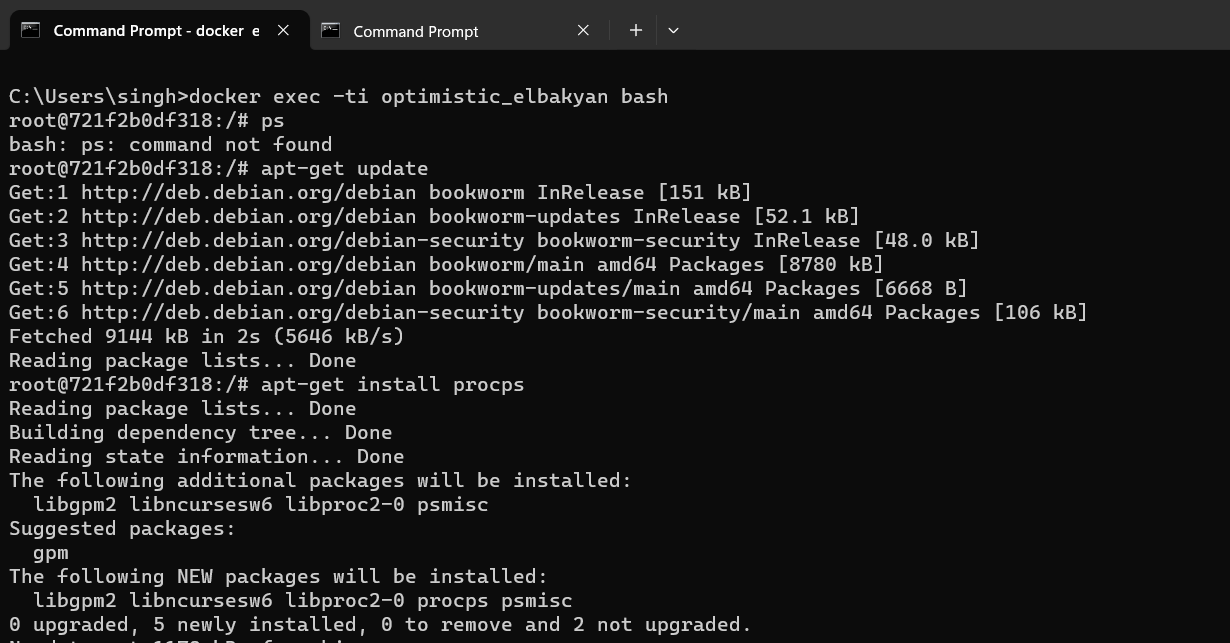 Command Prompt - docker e
Command Prompt
C:\Users\singh>docker exec -ti optimistic_elbakyan bash
root@721f2b0df318:/# ps
bash: ps: command not found
root@721f2b0df318:/# apt-get update
Get:1 http://deb.debian.org/debian bookworm InRelease [151 kB]
Get:2 http://deb.debian.org/debian bookworm-updates InRelease [52.1 kB]
Get:3 http://deb.debian.org/debian-security bookworm-security InRelease [48.0 kB]
Get:4 http://deb.debian.org/debian bookworm/main amd64 Packages [8780 kB]
Get:5 http://deb.debian.org/debian bookworm-updates/main amd64 Packages [6668 B]
Get:6 http://deb.debian.org/debian-security bookworm-security/main amd64 Packages [106 kB]
Fetched 9144 kB in 2s (5646 kB/s)
Reading package lists... Done
root@721f2b0df318:/# apt-get install procps
Reading package lists... Done
Building dependency tree... Done
Reading state information... Done
The following additional packages will be installed:
  libgpm2 libncursesw6 libproc2-0 psmisc
Suggested packages:
  gpm
The following NEW packages will be installed:
  libgpm2 libncursesw6 libproc2-0 procps psmisc
0 upgraded, 5 newly installed, 0 to remove and 2 not upgraded.